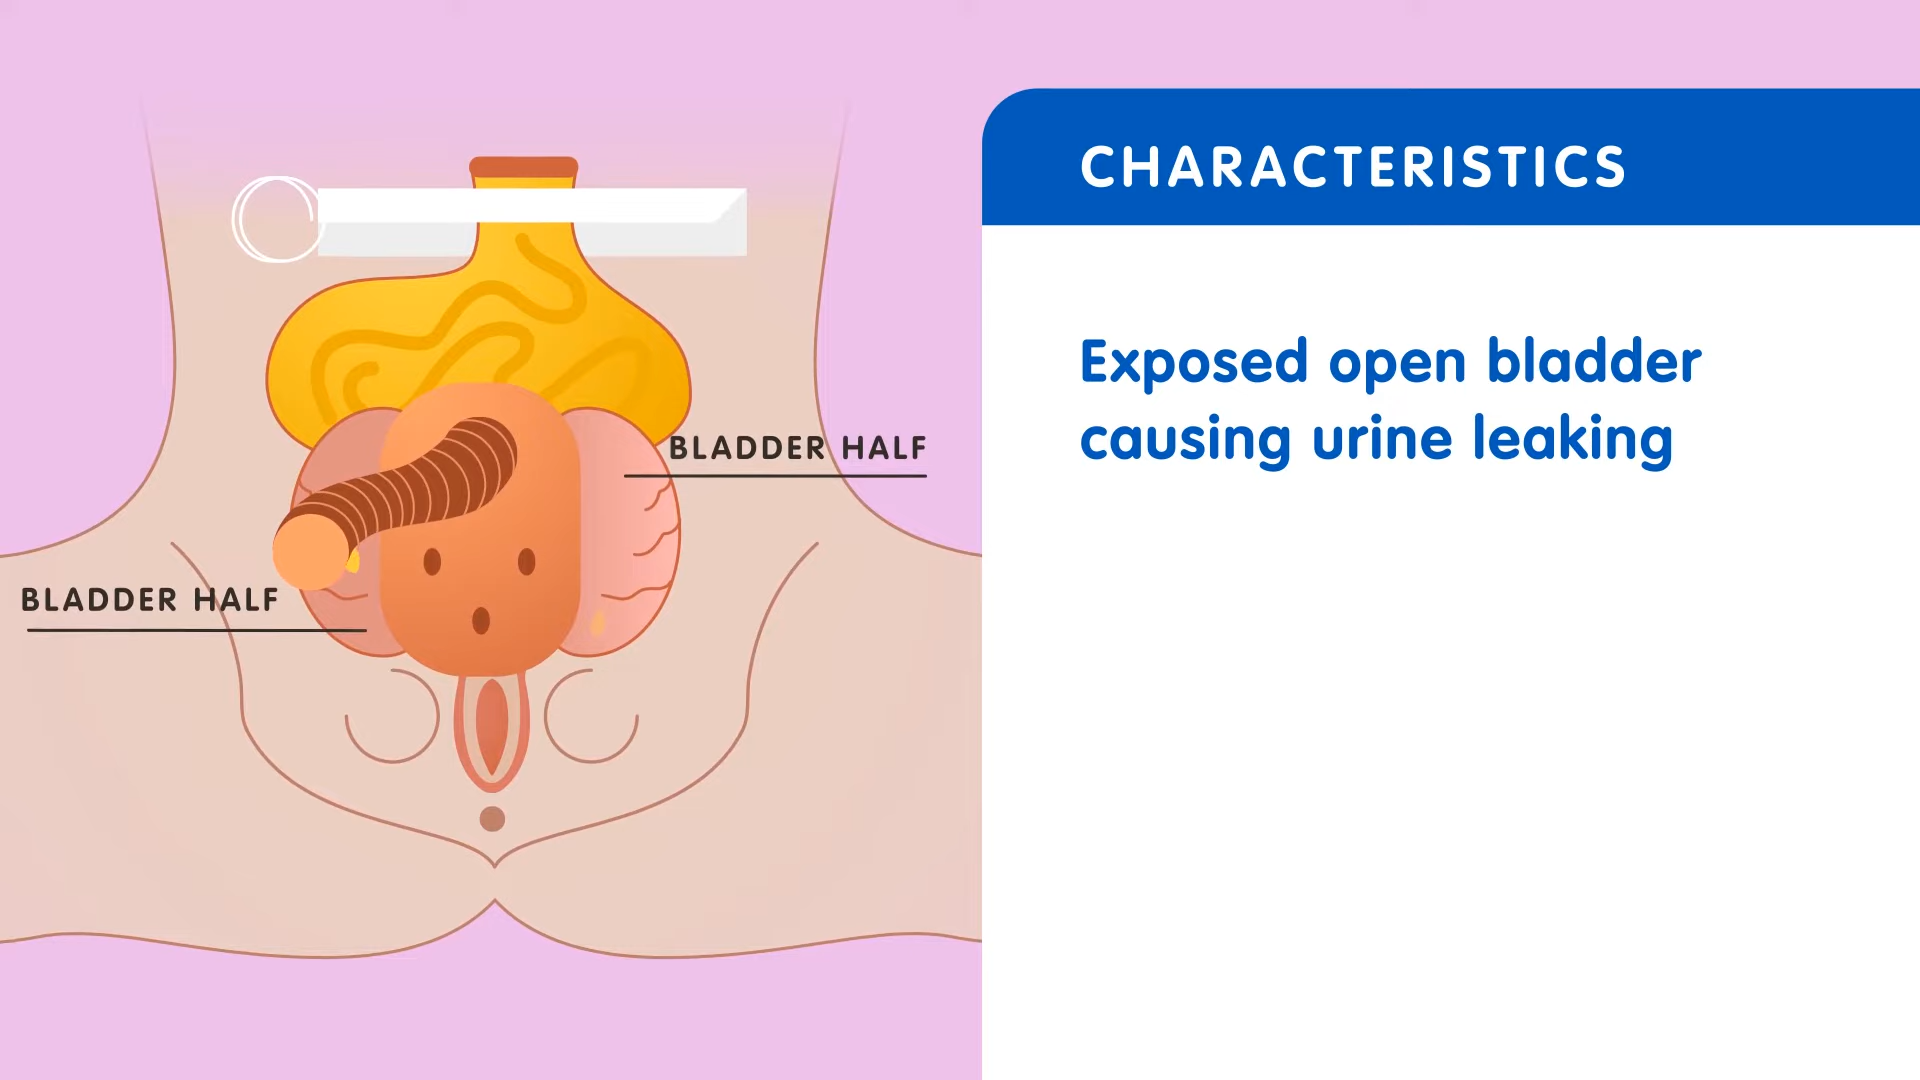 CHARACTERISTICS
Exposed open bladder
causing urine leaking
BLADDER HALF
BLADDER HALF